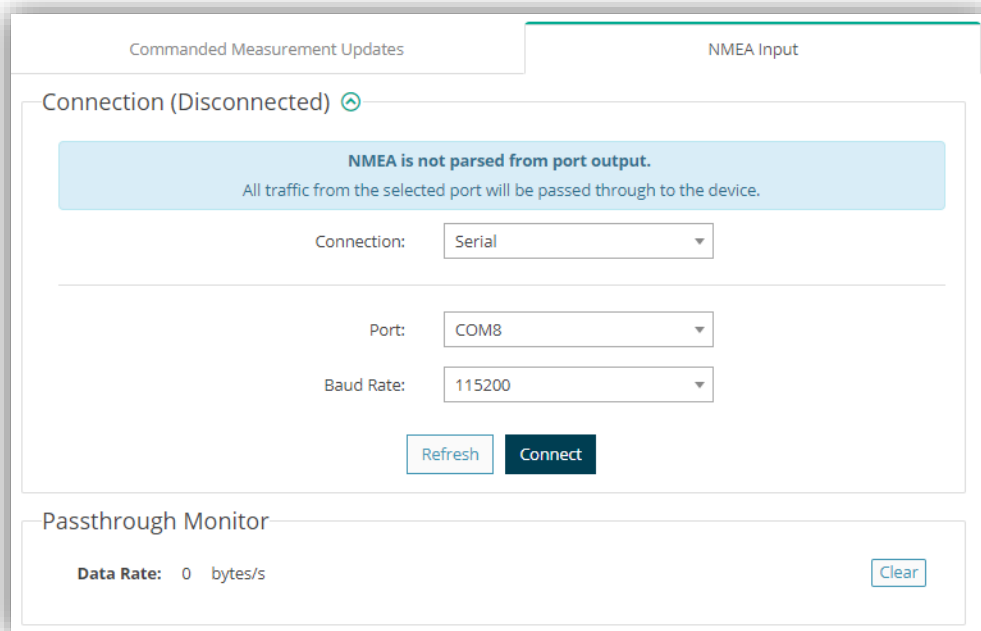 Commanded Measurement Updates
NMEA Input
Connection (Disconnected)
NMEA is not parsed from port output.
All traffic from the selected port will be passed through to the device.
Connection: Serial
Port: COM8
Baud Rate: 115200
Refresh Connect
Passthrough Monitor
Data Rate: 0 bytes/s Clear